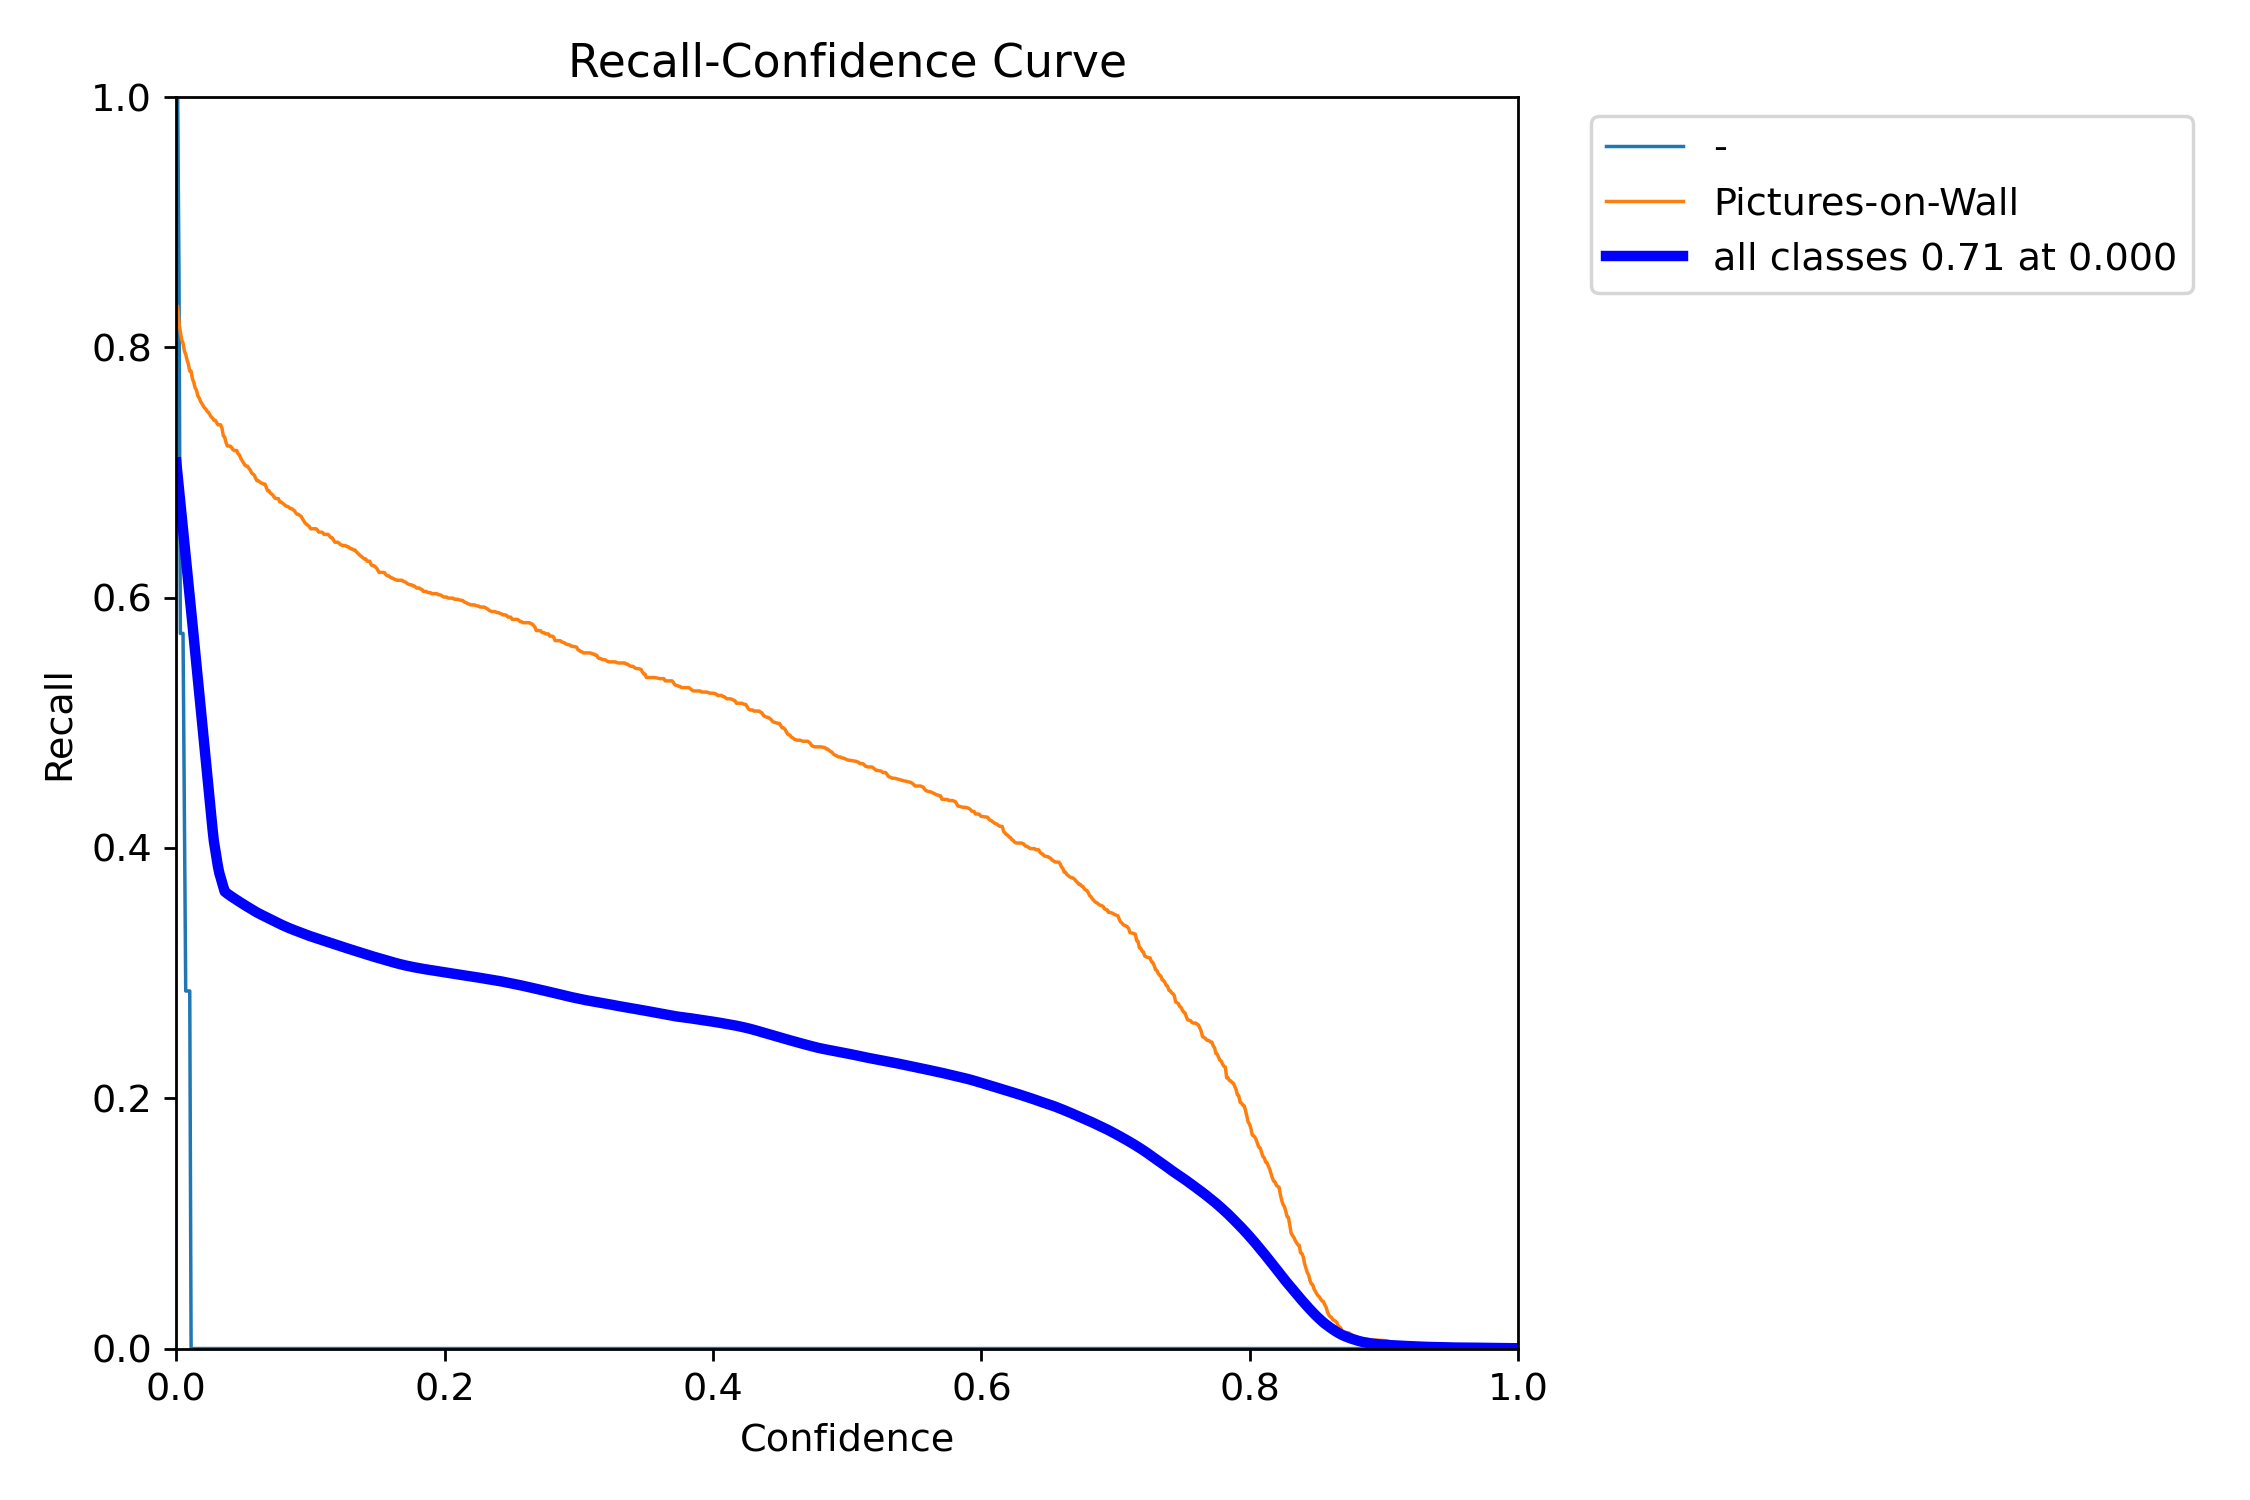 Recall-Confidence Curve
1.0
0.8
0.6
0.4
0.2
0.0
Recall
0.0 0.2 0.4 0.6 0.8 1.0
Confidence
-
Pictures-on-Wall
all classes 0.71 at 0.000